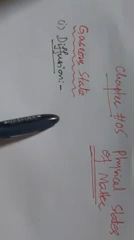 Chapter #05 Physical States
of Matter
Gaseous State
(i) Diffusion:-